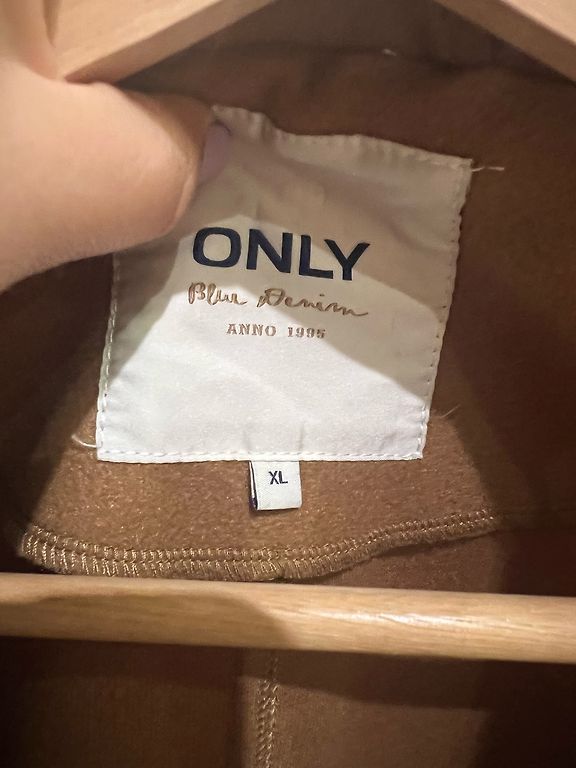 ONLY
Blue Denim
ANNO 1995
XL